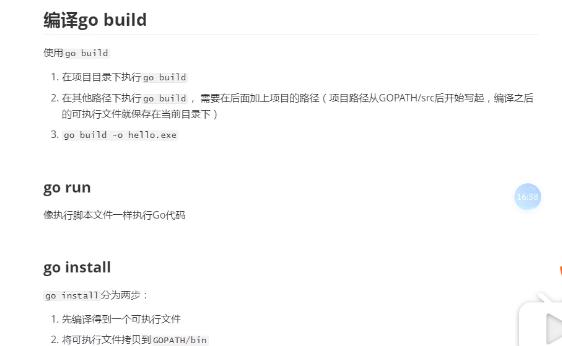 编译go build
使用go build
1. 在项目目录下执行go build
2. 在其他路径下执行go build， 需要在后面加上项目的路径（项目路径从GOPATH/src后开始写起，编译之后
的可执行文件就保存在当前目录下）
3. go build -o hello.exe
go run
16:38
像执行脚本文件一样执行Go代码
go install
go install分为两步：
1. 先编译得到一个可执行文件
2. 将可执行文件拷贝到GOPATH/bin